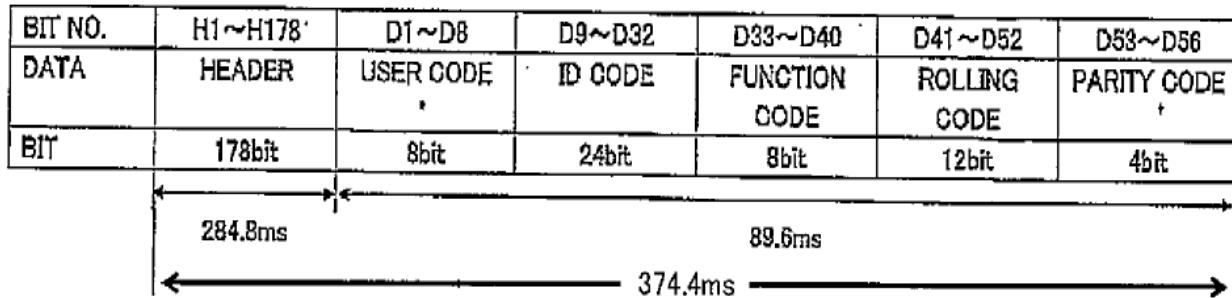 BIT NO. H1~H178 D1~D8 D9~D32 D33~D40 D41~D52 D53~D56
DATA HEADER USER CODE ID CODE FUNCTION CODE ROLLING CODE PARITY CODE
BIT 178bit 8bit 24bit 8bit 12bit 4bit
284.8ms 89.6ms
374.4ms